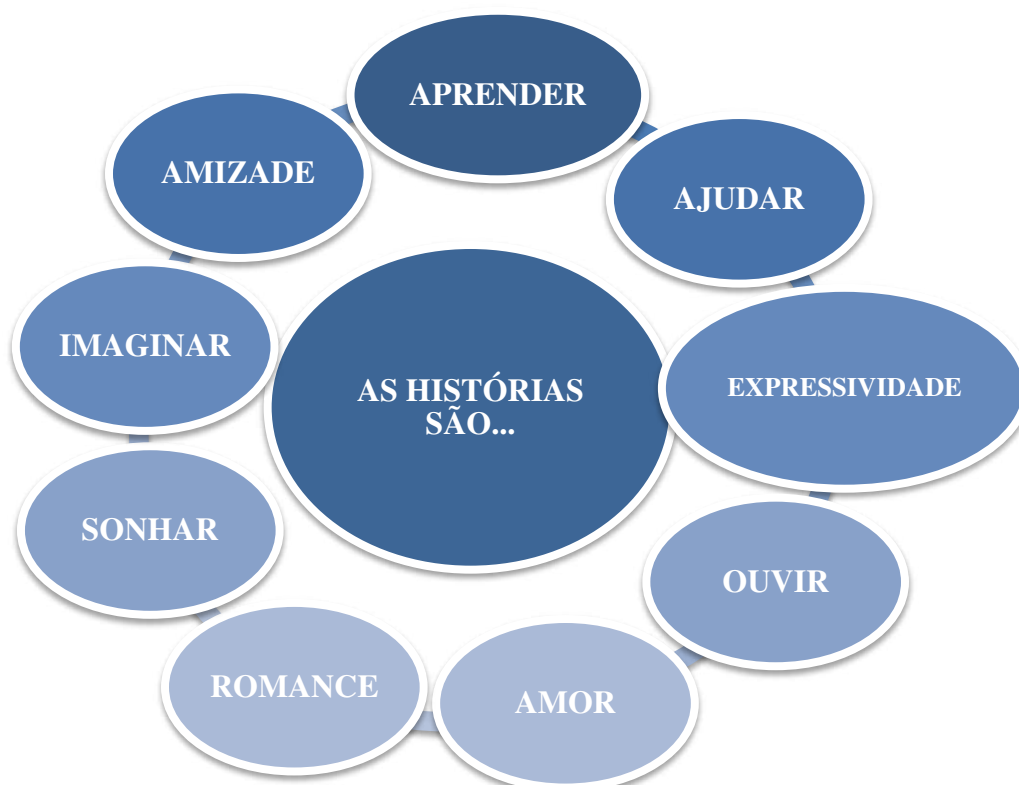 APRENDER
AMIZADE
AJUDAR
IMAGINAR
AS HISTÓRIAS
SÃO...
EXPRESSIVIDADE
SONHAR
OUVIR
ROMANCE
AMOR